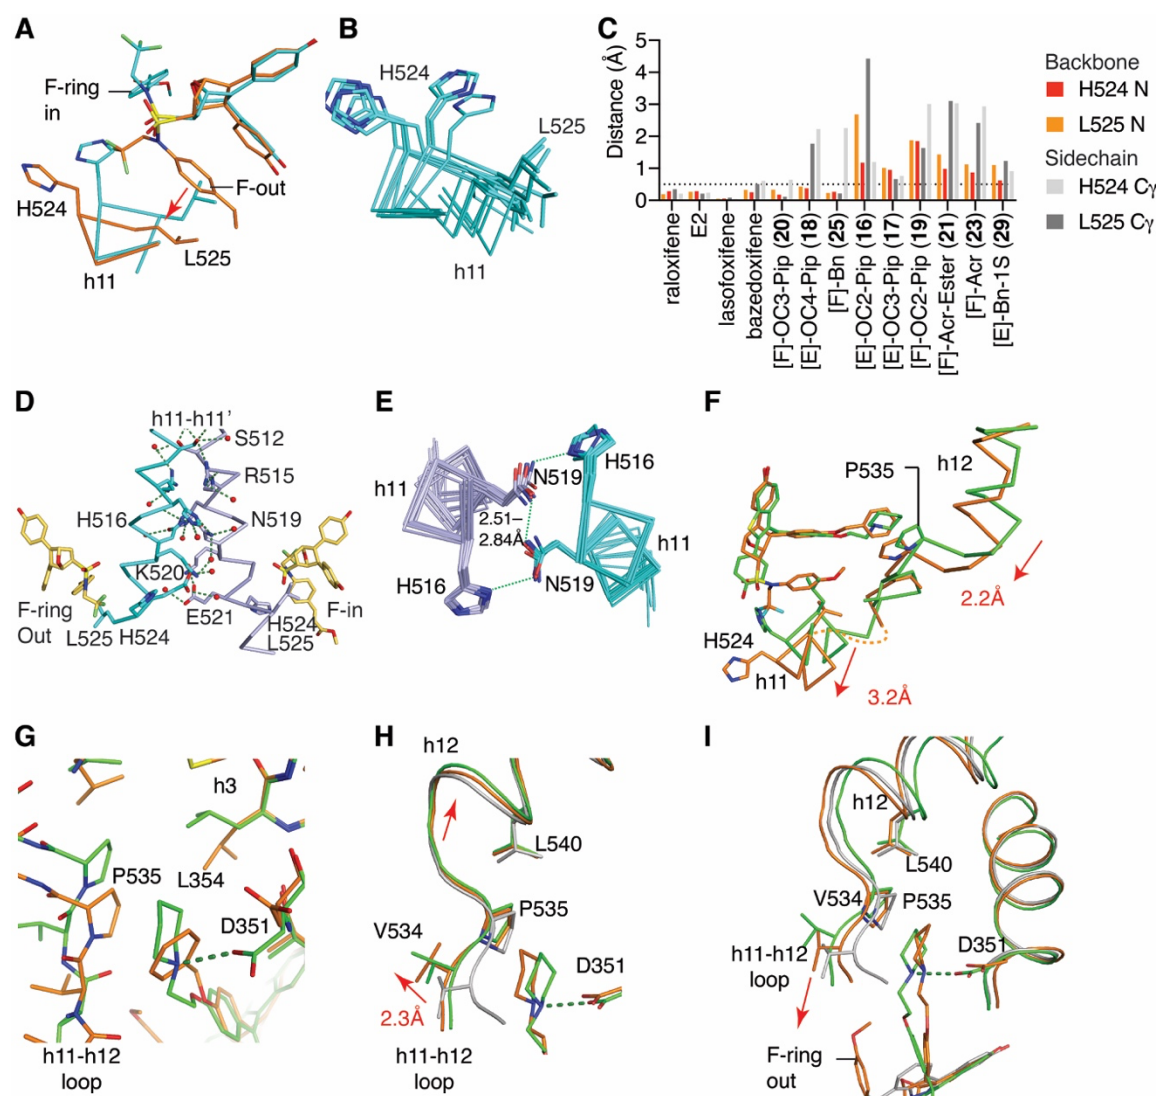 A
F-ring
in
F-out
H524
L525
h11
B
H524
L525
h11
C
Distance (Å)
5
4
3
2
1
0
raloxifene
E2
lasofoxifene
bazedoxifene
[F]-OC3-Pip (20)
[E]-OC4-Pip (18)
[F]-Bn (25)
[E]-OC2-Pip (16)
[E]-OC3-Pip (17)
[F]-OC2-Pip (19)
[F]-Acr-Ester (21)
[F]-Acr (23)
[E]-Bn-1S (29)
Backbone
H524 N
L525 N
Sidechain
H524 Cγ
L525 Cγ
D
h11-h11’
S512
R515
H516
N519
K520
F-ring
Out
E521
F-in
L525
H524
H524
L525
E
h11
N519
H516
2.51–
2.84Å
H516
N519
h11
F
P535
h12
2.2Å
H524
h11
3.2Å
G
h3
P535
L354
D351
h11-h12
loop
H
h12
L540
P535
V534
D351
2.3Å
h11-h12
loop
I
h12
L540
V534
P535
D351
h11-h12
loop
F-ring
out